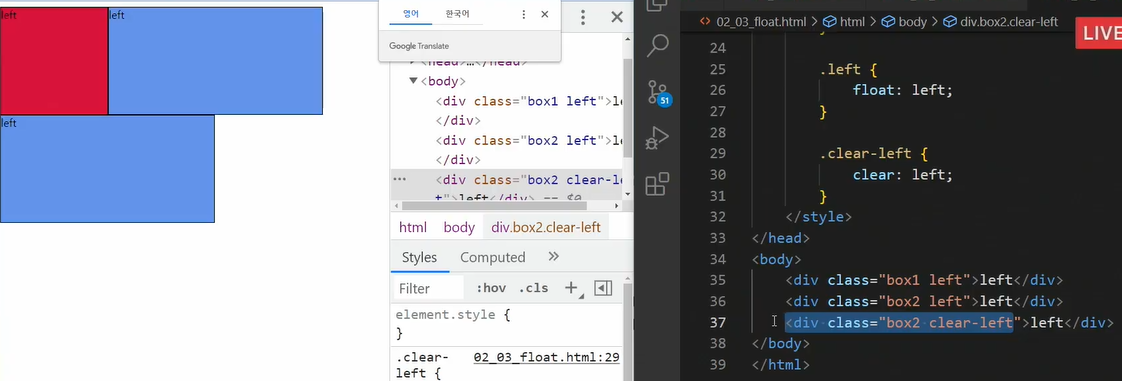 left
left
left
영어
한국어
Google Translate
<head>…</head>
<body>
<div class="box1 left">le
</div>
<div class="box2 left">l
</div>
<div class="box2 clear-le
t">left</div> == $0
html body div.box2.clear-left
Styles Computed »
Filter :hov .cls +
element.style {
}
.clear- 02_03_float.html:29
left {
51
02_03_float.html > html > body > div.box2.clear-left
LIVE
24
25 .left {
26 float: left;
27 }
28
29 .clear-left {
30 clear: left;
31 }
32 </style>
33 </head>
34 <body>
35 <div class="box1 left">left</div>
36 <div class="box2 left">left</div>
37 <div class="box2 clear-left">left</div>
38 </body>
39 </html>